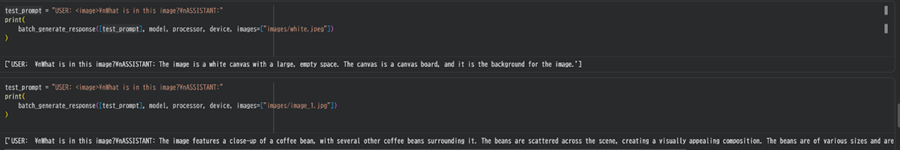 test_prompt = "USER: <image>¥nWhat is in this image?¥nASSISTANT:"
print(
    batch_generate_response([test_prompt], model, processor, device, images=["images/white.jpeg"])
)
['USER:  ¥nWhat is in this image?¥nASSISTANT: The image is a white canvas with a large, empty space. The canvas is a canvas board, and it is the background for the image.']
test_prompt = "USER: <image>¥nWhat is in this image?¥nASSISTANT:"
print(
    batch_generate_response([test_prompt], model, processor, device, images=["images/image_1.jpg"])
)
['USER:  ¥nWhat is in this image?¥nASSISTANT: The image features a close-up of a coffee bean, with several other coffee beans surrounding it. The beans are scattered across the scene, creating a visually appealing composition. The beans are of various sizes and are